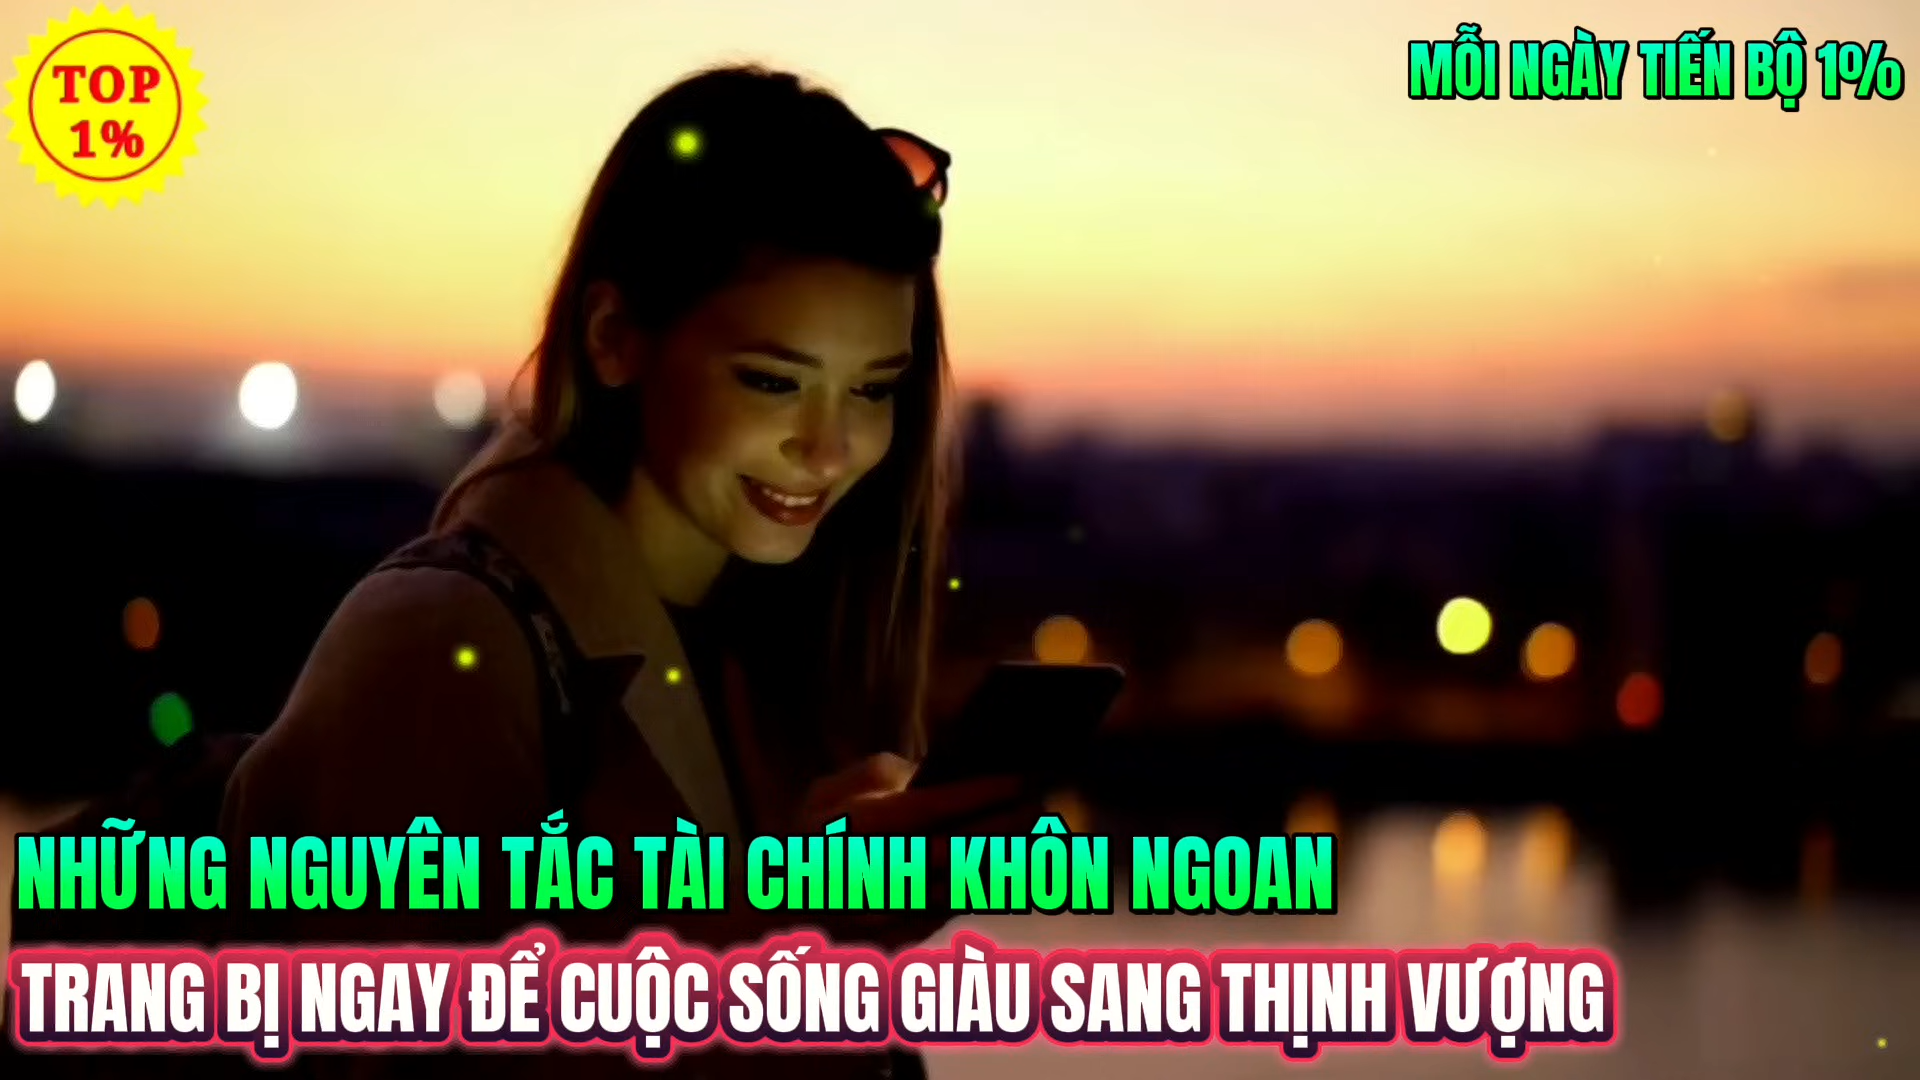 TOP
1%
MỖI NGÀY TIẾN BỘ 1%
NHỮNG NGUYÊN TẮC TÀI CHÍNH KHÔN NGOAN
TRANG BỊ NGAY ĐỂ CUỘC SỐNG GIÀU SANG THỊNH VƯỢNG